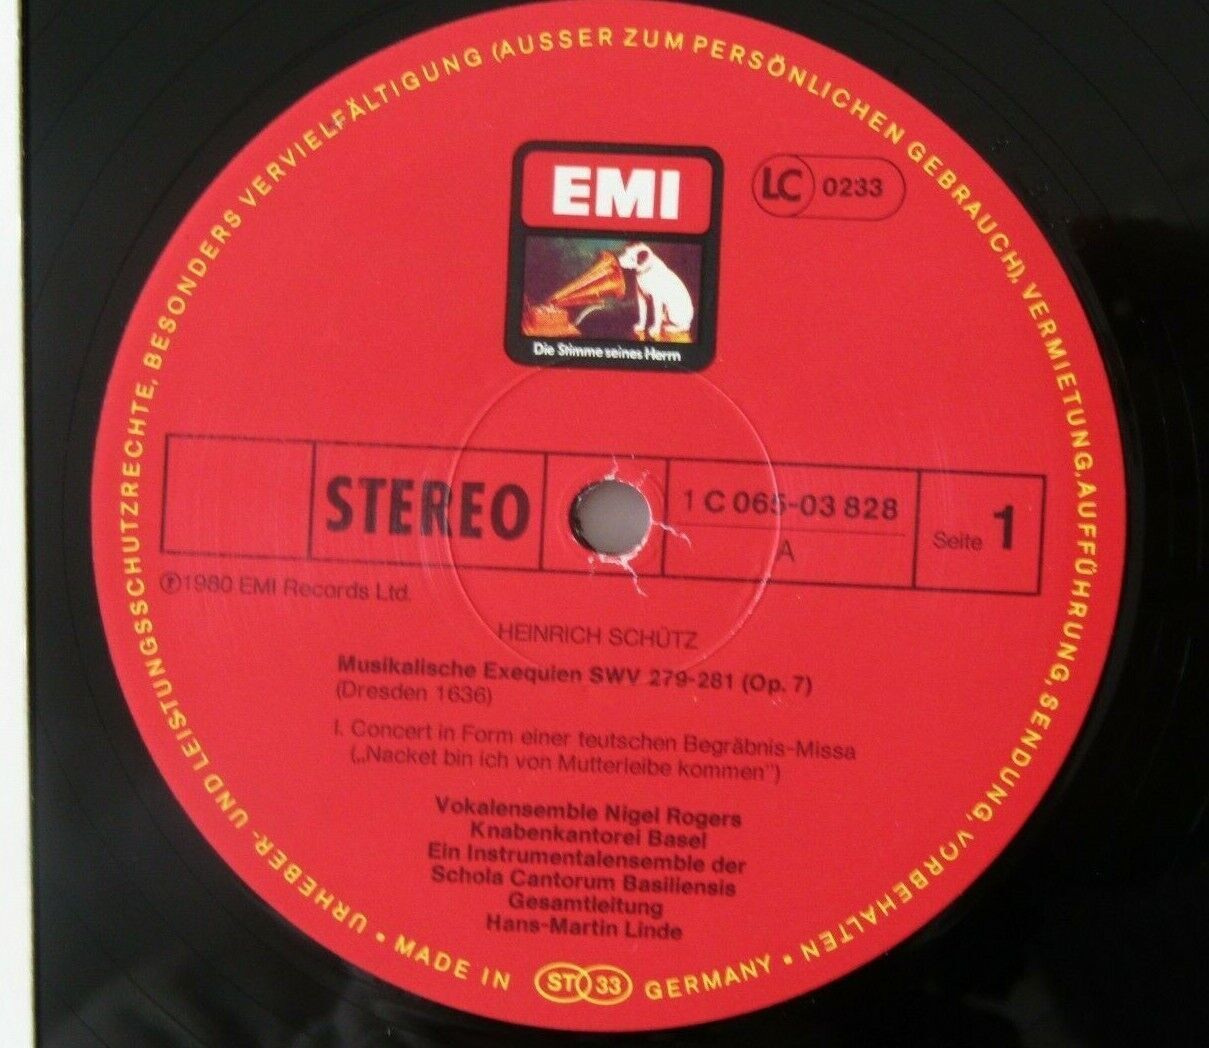 URHEBER- UND LEISTUNGSSCHUTZRECHTE, BESONDERS VERVIELFÄLTIGUNG (AUSSER ZUM PERSÖNLICHEN GEBRAUCH), VERMIETUNG, AUFFÜHRUNG, SENDUNG, VORBEHALTEN •
EMI
LC 0233
Die Stimme seines Herrn
STEREO
1 C 065-03 828
A
Seite 1
℗1980 EMI Records Ltd.
HEINRICH SCHÜTZ
Musikalische Exequien SWV 279-281 (Op. 7)
(Dresden 1636)
I. Concert in Form einer teutschen Begräbnis-Missa
(„Nacket bin ich von Mutterleibe kommen”)
Vokalensemble Nigel Rogers
Knabenkantorei Basel
Ein Instrumentalensemble der
Schola Cantorum Basiliensis
Gesamtleitung
Hans-Martin Linde
• MADE IN ST 33 GERMANY